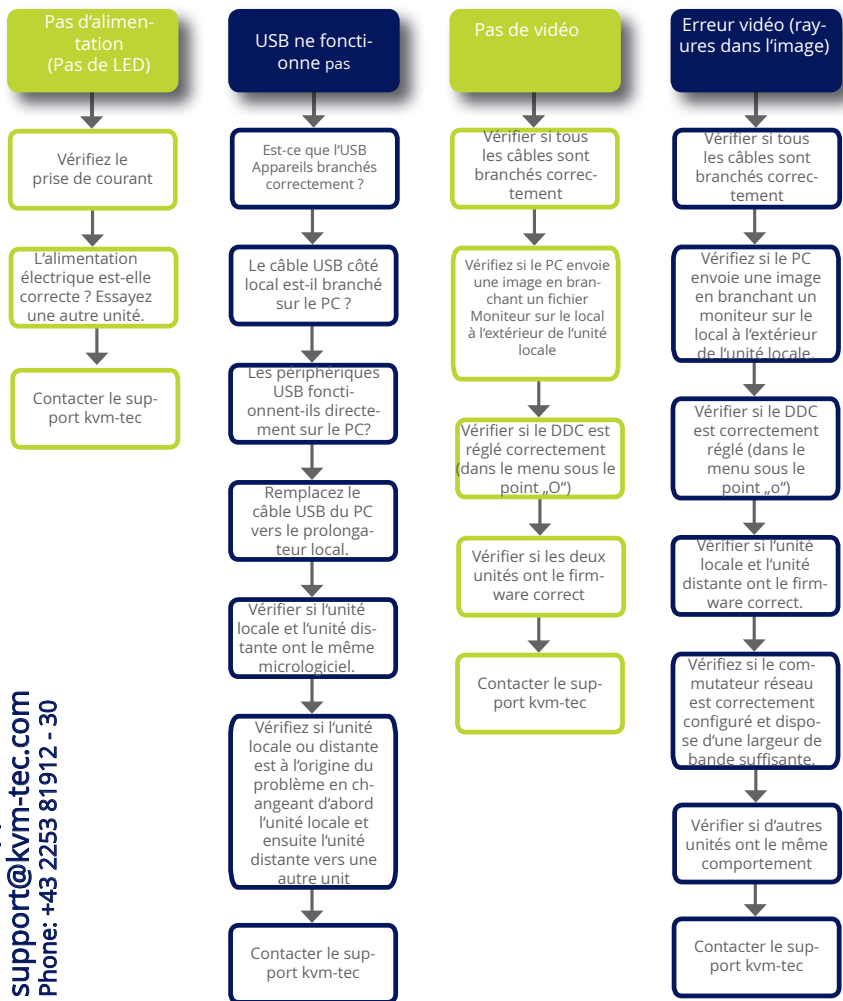 Pas d‘alimen-
tation
(Pas de LED)
Vérifiez le
prise de courant
L‘alimentation
électrique est-elle
correcte ? Essayez
une autre unité.
Contacter le sup-
port kvm-tec
USB ne foncti-
onne pas
Est-ce que l‘USB
Appareils branchés
correctement ?
Le câble USB côté
local est-il branché
sur le PC ?
Les périphériques
USB foncti-
onnent-ils directe-
ment sur le PC?
Remplacez le
câble USB du PC
vers le prolonga-
teur local.
Vérifier si l‘unité
locale et l‘unité dis-
tante ont le même
micrologiciel.
Vérifiez si l‘unité
locale ou distante
est à l‘origine du
problème en ch-
angeant d‘abord
l‘unité locale et
ensuite l‘unité
distante vers une
autre unit
Contacter le sup-
port kvm-tec
Pas de vidéo
Vérifier si tous
les câbles sont
branchés correc-
tement
Vérifiez si le PC envoie
une image en bran-
chant un fichier
Moniteur sur le local
à l‘extérieur de l‘unité
locale
Vérifier si le DDC est
réglé correctement
(dans le menu sous le
point „O“)
Vérifier si les deux
unités ont le firm-
ware correct
Contacter le sup-
port kvm-tec
Erreur vidéo (ray-
ures dans l‘image)
Vérifier si tous
les câbles sont
branchés correc-
tement
Vérifiez si le PC
envoie une image
en branchant un
moniteur sur le
local à l‘extérieur
de l‘unité locale.
Vérifier si le DDC
est correctement
réglé (dans le
menu sous le
point „o“)
Vérifier si l‘unité
locale et l‘unité
distante ont le firm-
ware correct.
Vérifiez si le com-
mutateur réseau
est correctement
configuré et dispo-
se d‘une largeur de
bande suffisante.
Vérifier si d‘autres
unités ont le même
comportement
Contacter le sup-
port kvm-tec
support@kvm-tec.com
Phone: +43 2253 81912 - 30